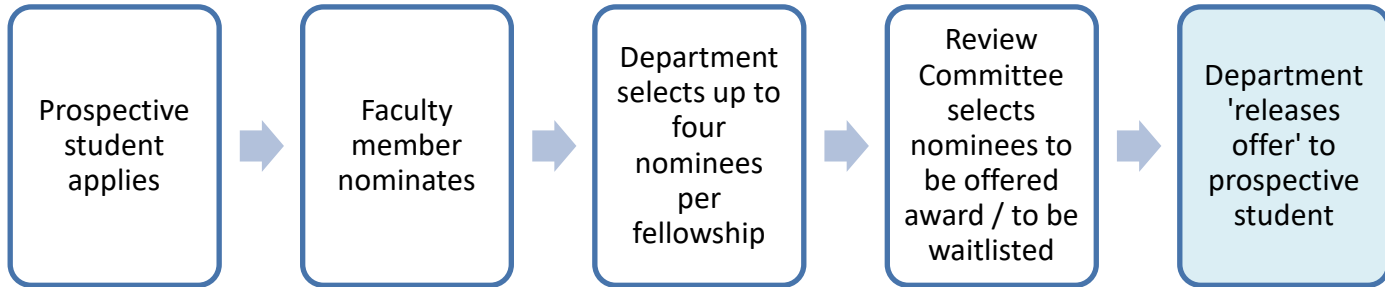 Prospective
student
applies
Faculty
member
nominates
Department
selects up to
four
nominees
per
fellowship
Review
Committee
selects
nominees to
be offered
award / to be
waitlisted
Department
'releases
offer' to
prospective
student